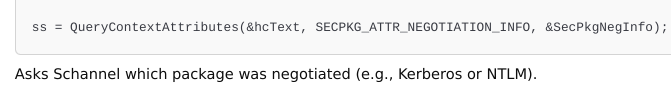 ss = QueryContextAttributes(&hcText, SECPKG_ATTR_NEGOTIATION_INFO, &SecPkgNegInfo);
Asks Schannel which package was negotiated (e.g., Kerberos or NTLM).